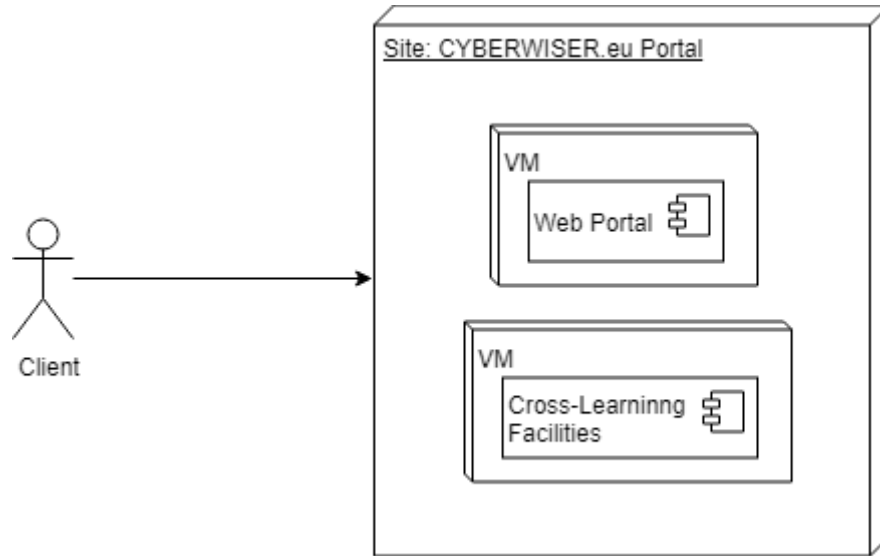 Site: CYBERWISER.eu Portal
VM
Web Portal
Client
VM
Cross-Learninng
Facilities